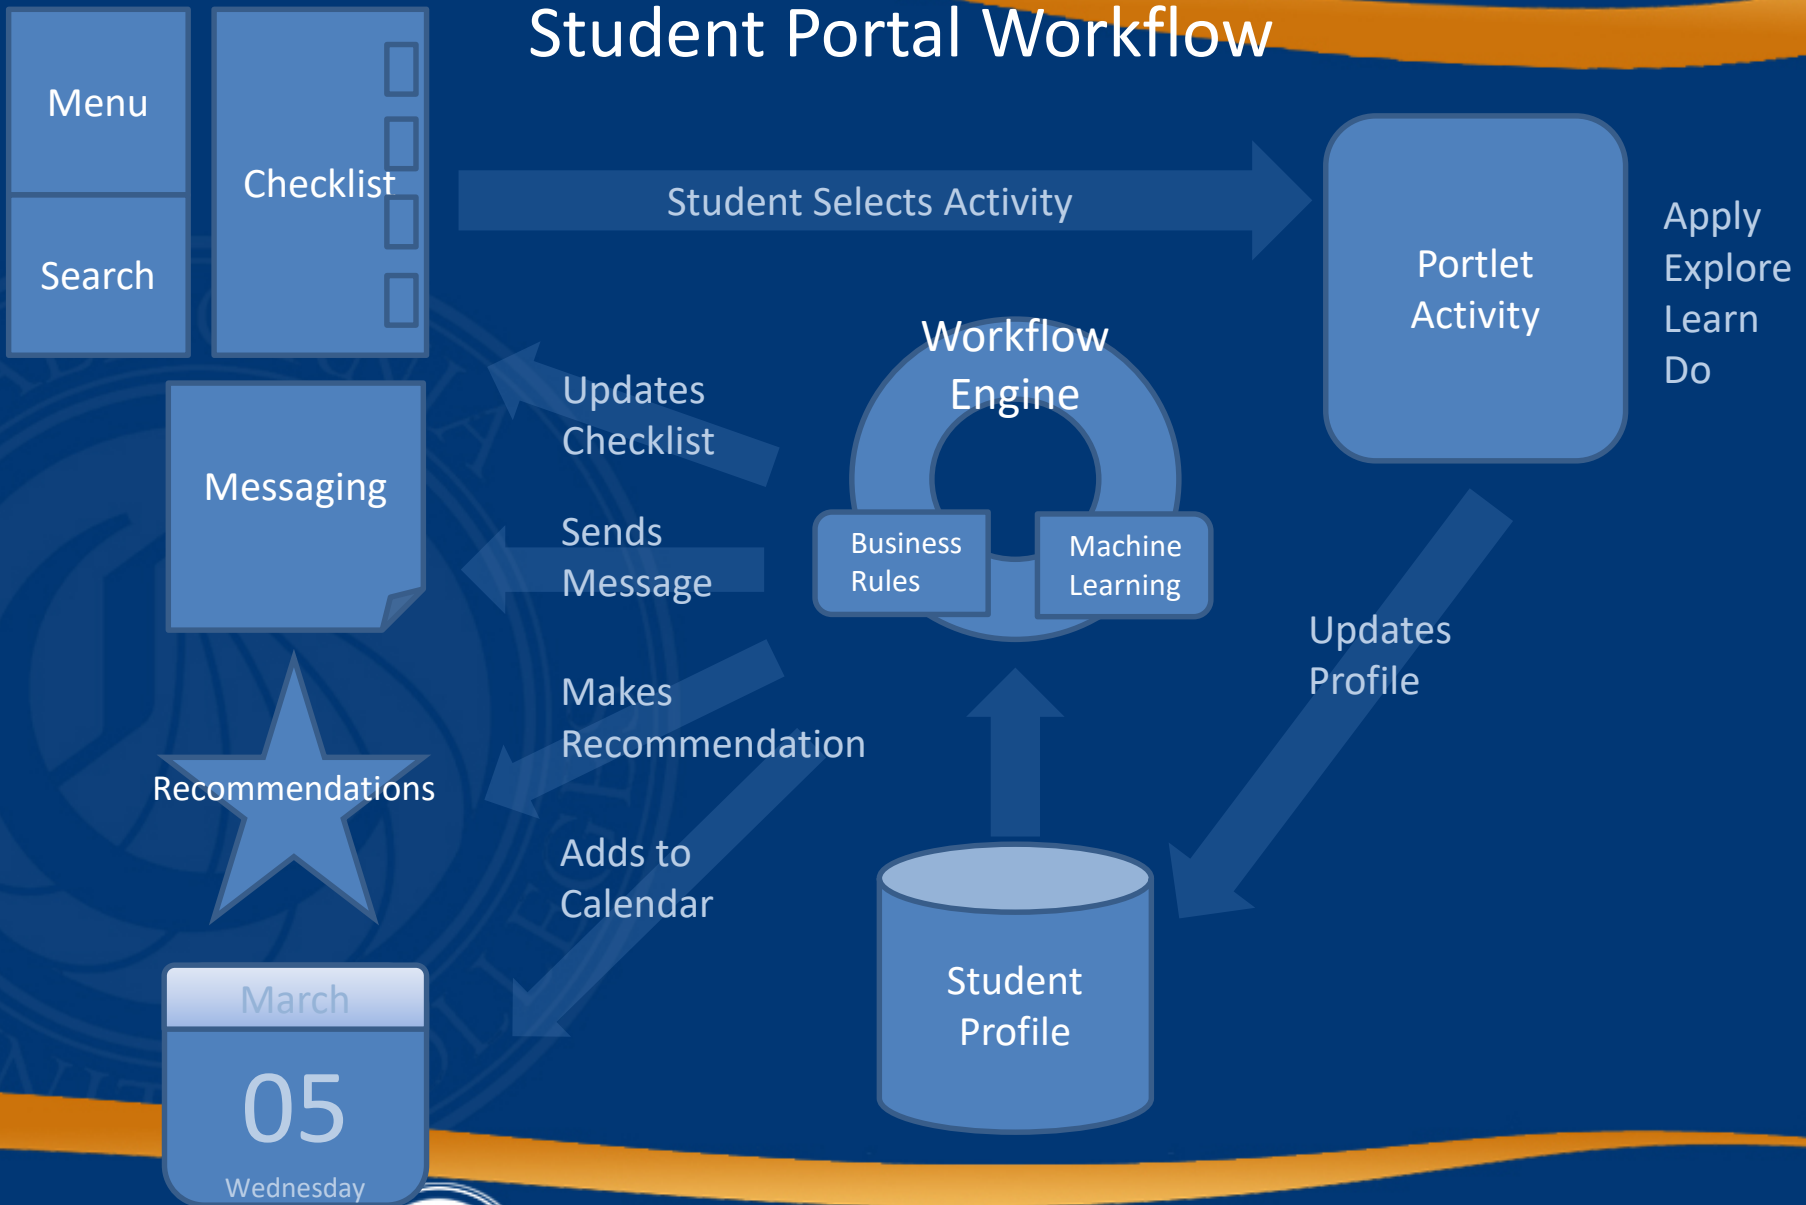 Student Portal Workflow
Menu
Search
Checklist
Student Selects Activity
Portlet
Activity
Apply
Explore
Learn
Do
Workflow
Engine
Business
Rules
Machine
Learning
Updates
Checklist
Sends
Message
Makes
Recommendation
Adds to
Calendar
Messaging
Recommendations
March
05
Wednesday
Updates
Profile
Student
Profile